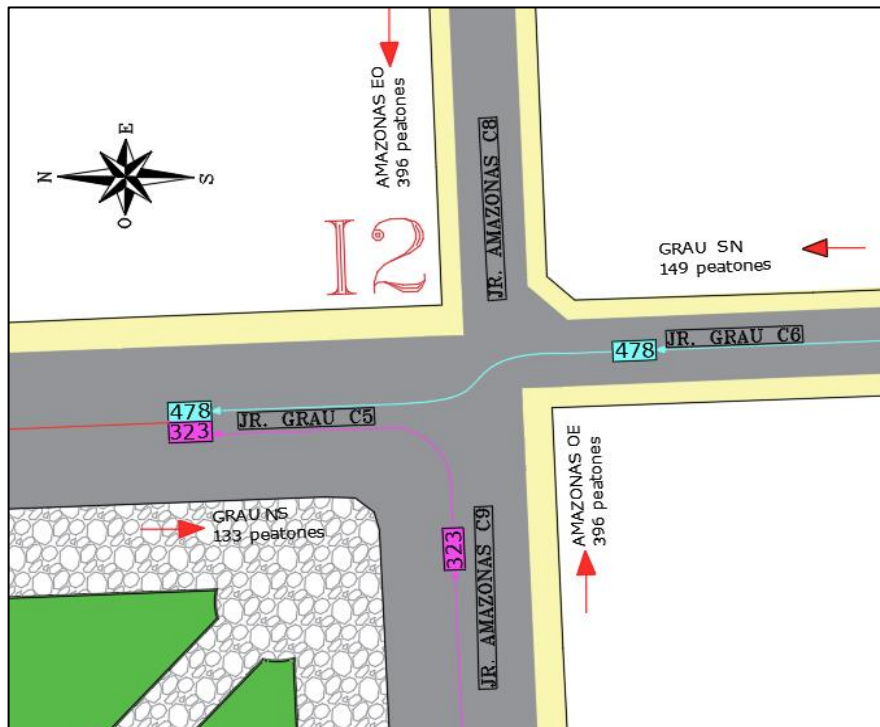 AMAZONAS EO
396 peatones
JR. AMAZONAS C8
E
N
S
O
I2
GRAU SN
149 peatones
JR. GRAU C6
478
478
323
JR. GRAU C5
GRAU NS
133 peatones
323
JR. AMAZONAS C9
AMAZONAS OE
396 peatones